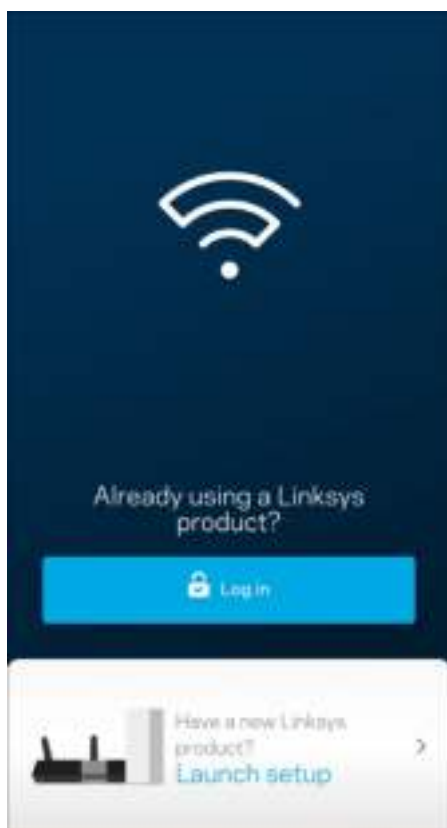 Already using a Linksys
product?
Log in
Have a new Linksys
product?
Launch setup